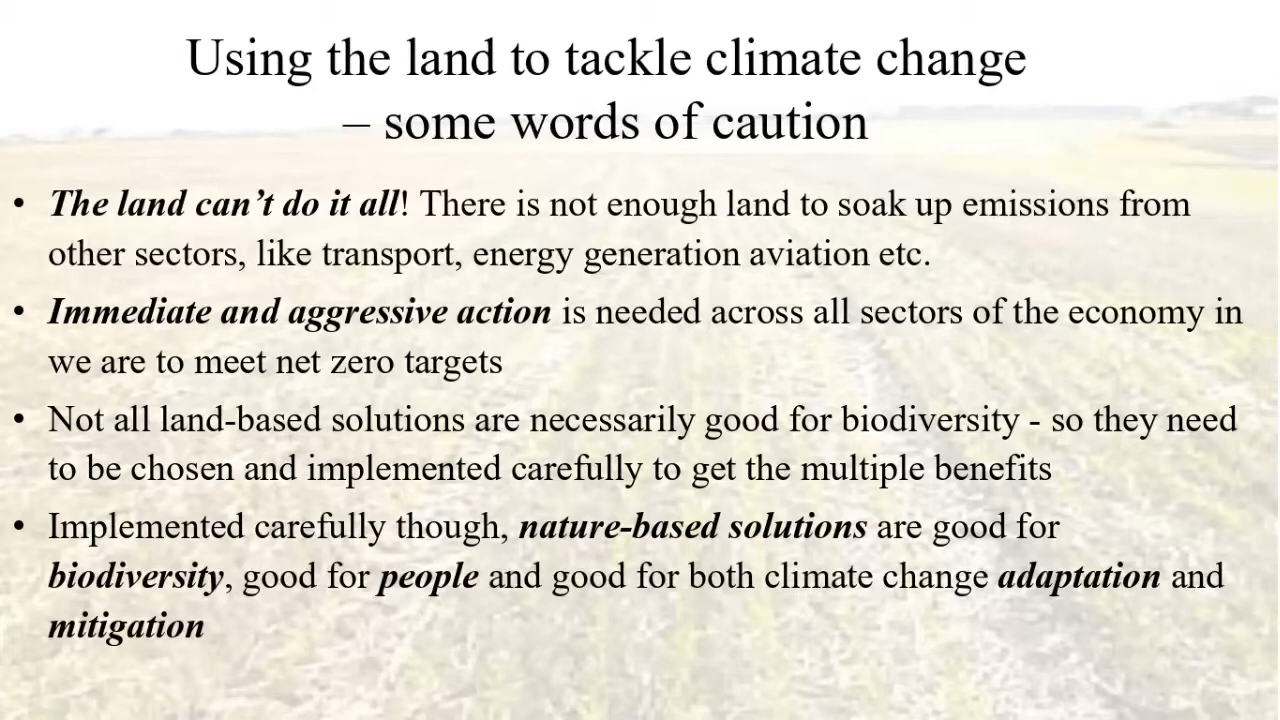 Using the land to tackle climate change
– some words of caution
• The land can’t do it all! There is not enough land to soak up emissions from
other sectors, like transport, energy generation aviation etc.
• Immediate and aggressive action is needed across all sectors of the economy in
we are to meet net zero targets
• Not all land-based solutions are necessarily good for biodiversity - so they need
to be chosen and implemented carefully to get the multiple benefits
• Implemented carefully though, nature-based solutions are good for
biodiversity, good for people and good for both climate change adaptation and
mitigation